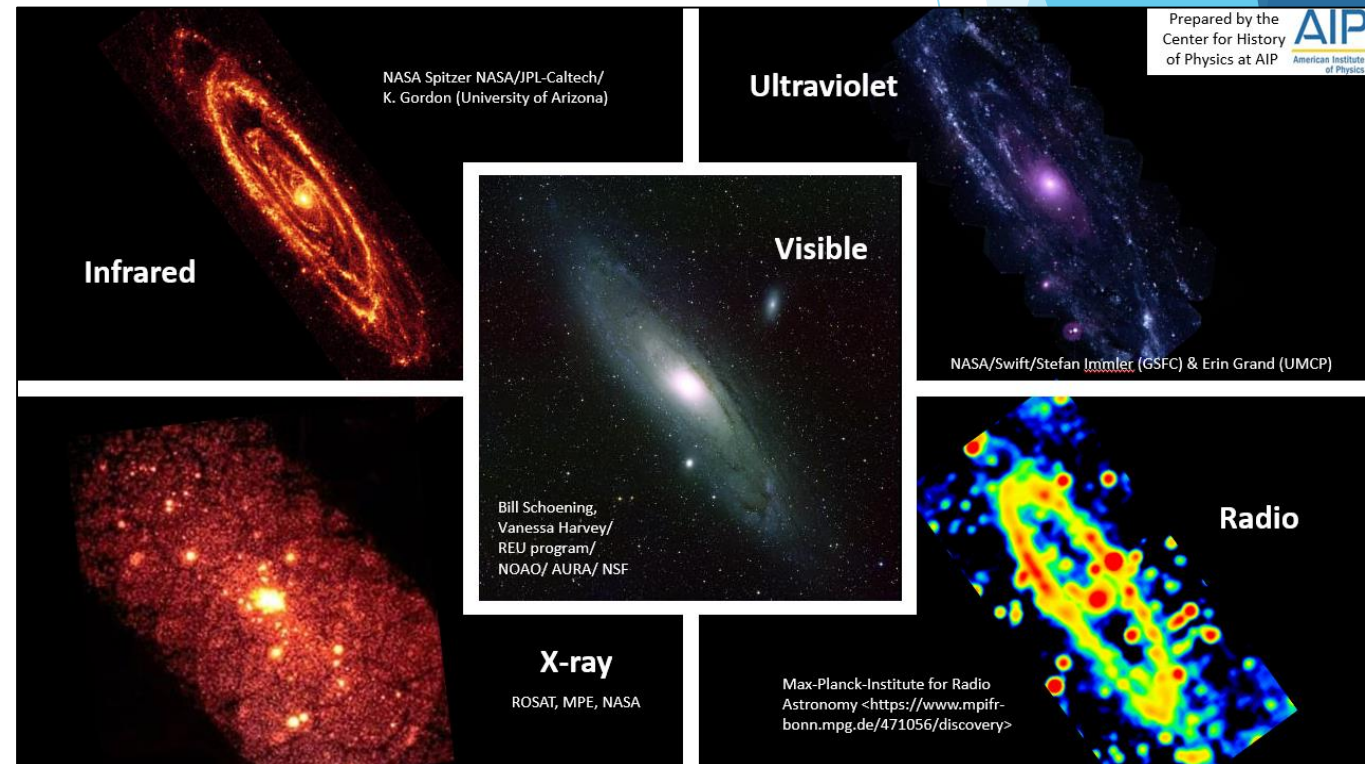 NASA Spitzer NASA/JPL-Caltech/
K. Gordon (University of Arizona)
Infrared
Ultraviolet
Prepared by the
Center for History
of Physics at AIP
AIP
American Institute
of Physics
NASA/Swift/Stefan Immler (GSFC) & Erin Grand (UMCP)
Visible
Bill Schoening,
Vanessa Harvey/
REU program/
NOAO/ AURA/ NSF
X-ray
ROSAT, MPE, NASA
Radio
Max-Planck-Institute for Radio
Astronomy <https://www.mpifr-
bonn.mpg.de/471056/discovery>